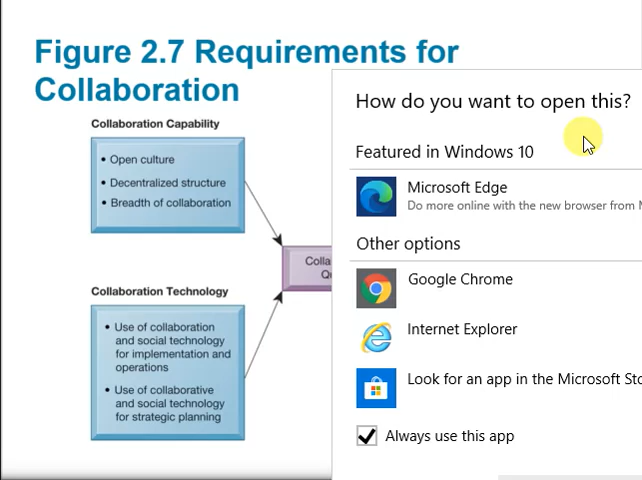 Figure 2.7 Requirements for
Collaboration
Collaboration Capability
• Open culture
• Decentralized structure
• Breadth of collaboration
Colla
Qu
Collaboration Technology
• Use of collaboration
and social technology
for implementation and
operations
• Use of collaborative
and social technology
for strategic planning
How do you want to open this?
Featured in Windows 10
Microsoft Edge
Do more online with the new browser from M
Other options
Google Chrome
Internet Explorer
Look for an app in the Microsoft Sto
Always use this app